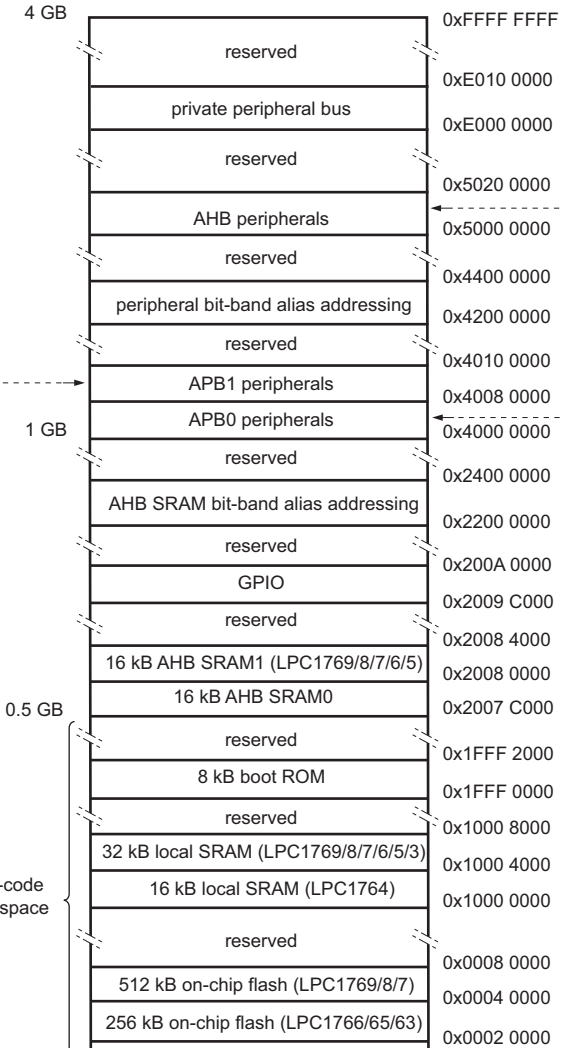 4 GB
0xFFFF FFFF
reserved
0xE010 0000
private peripheral bus
0xE000 0000
reserved
0x5020 0000
AHB peripherals
0x5000 0000
reserved
0x4400 0000
peripheral bit-band alias addressing
0x4200 0000
reserved
0x4010 0000
APB1 peripherals
0x4008 0000
APB0 peripherals
1 GB
0x4000 0000
reserved
0x2400 0000
AHB SRAM bit-band alias addressing
0x2200 0000
reserved
0x200A 0000
GPIO
0x2009 C000
reserved
0x2008 4000
16 kB AHB SRAM1 (LPC1769/8/7/6/5)
0x2008 0000
16 kB AHB SRAM0
0.5 GB
0x2007 C000
reserved
0x1FFF 2000
8 kB boot ROM
0x1FFF 0000
reserved
0x1000 8000
32 kB local SRAM (LPC1769/8/7/6/5/3)
0x1000 4000
-code
space
16 kB local SRAM (LPC1764)
0x1000 0000
reserved
0x0008 0000
512 kB on-chip flash (LPC1769/8/7)
0x0004 0000
256 kB on-chip flash (LPC1766/65/63)
0x0002 0000